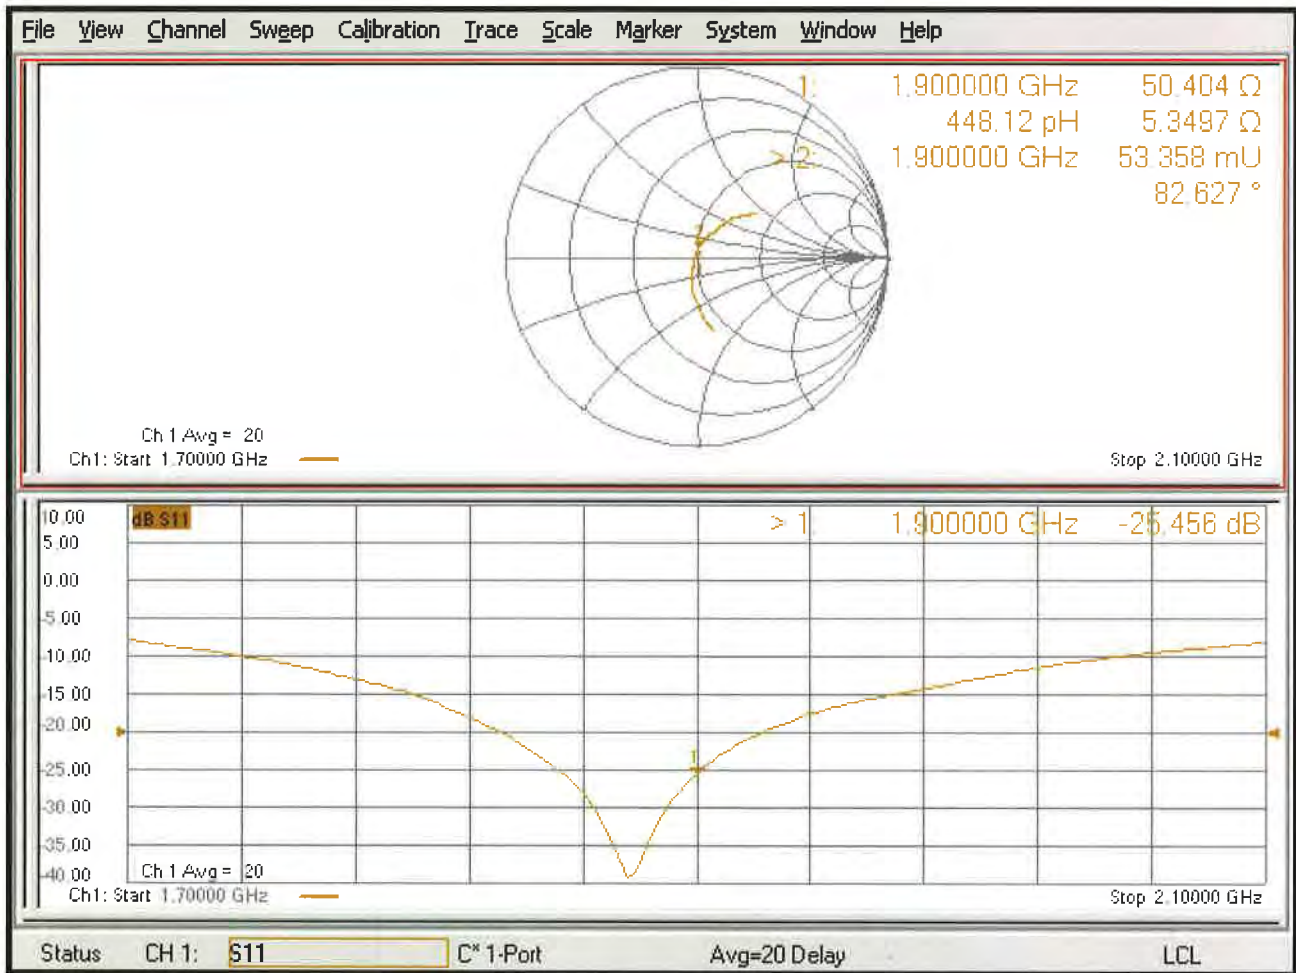 File View Channel Sweep Calibration Trace Scale Marker System Window Help
1: 1.900000 GHz 50.404 Ω
448.12 pH 5.3497 Ω
> 2: 1.900000 GHz 53.358 mU
82.627 °
2
Ch 1 Avg = 20
Ch1: Start 1.70000 GHz Stop 2.10000 GHz
10.00 dB S11 > 1: 1.900000 GHz -25.456 dB
5.00
0.00
-5.00
-10.00
-15.00
-20.00
-25.00
1
-30.00
-35.00
-40.00
Ch 1 Avg = 20
Ch1: Start 1.70000 GHz Stop 2.10000 GHz
Status CH 1: S11 C* 1-Port Avg=20 Delay LCL